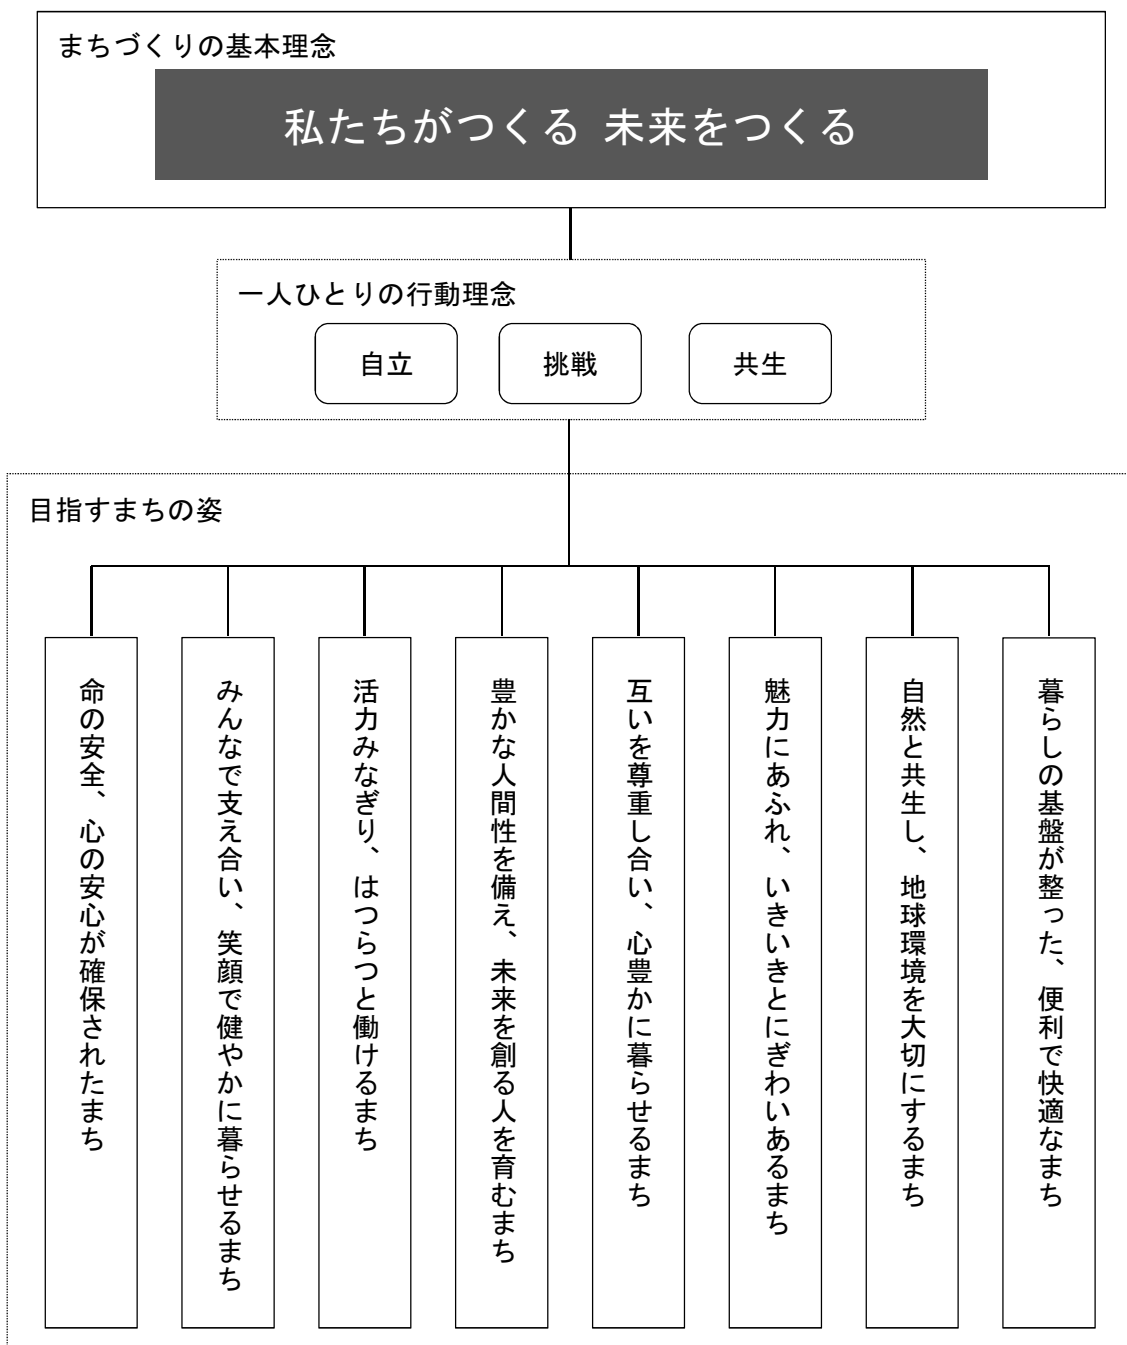 まちづくりの基本理念
私たちがつくる 未来をつくる
一人ひとりの行動理念
自立
挑戦
共生
目指すまちの姿
命の安全、心の安心が確保されたまち
みんなで支え合い、笑顔で健やかに暮らせるまち
活力みなぎり、はつらつと働けるまち
豊かな人間性を備え、未来を創る人を育むまち
互いを尊重し合い、心豊かに暮らせるまち
魅力にあふれ、いきいきとにぎわいあるまち
自然と共生し、地球環境を大切にするまち
暮らしの基盤が整った、便利で快適なまち